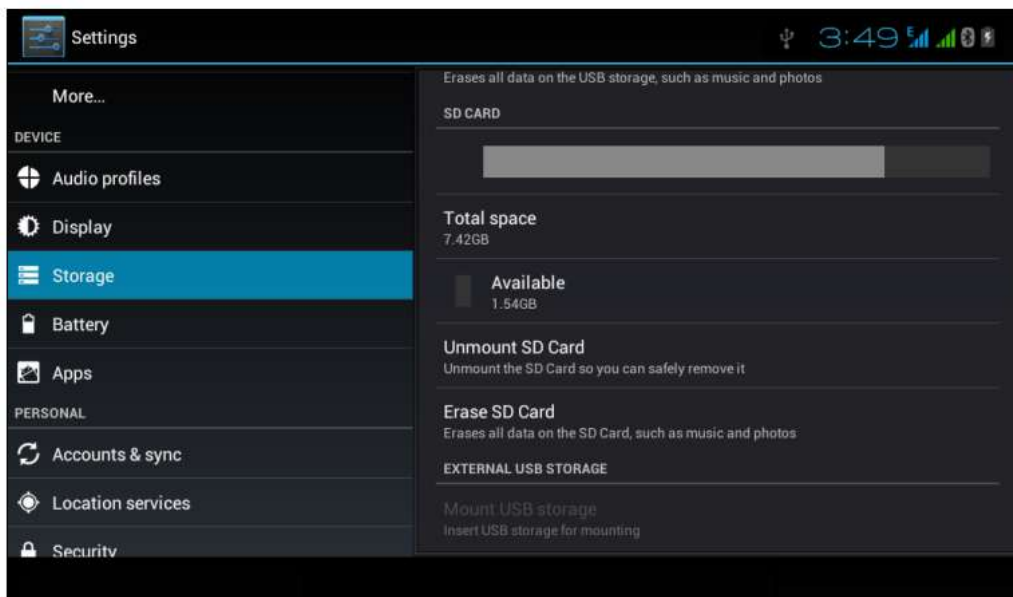 Settings
3:49
E
More...
DEVICE
Audio profiles
Display
Storage
Battery
Apps
PERSONAL
Accounts & sync
Location services
Security
Erases all data on the USB storage, such as music and photos
SD CARD
Total space
7.42GB
Available
1.54GB
Unmount SD Card
Unmount the SD Card so you can safely remove it
Erase SD Card
Erases all data on the SD Card, such as music and photos
EXTERNAL USB STORAGE
Mount USB storage
Insert USB storage for mounting